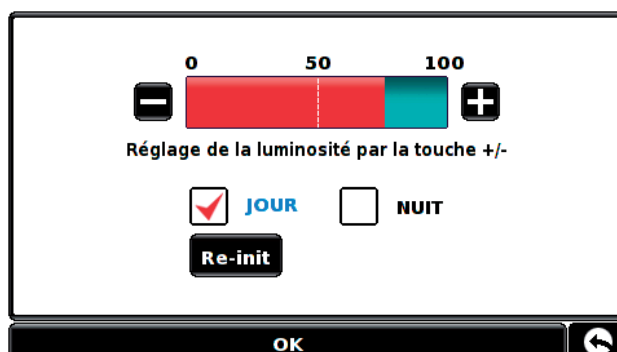 0 50 100
Réglage de la luminosité par la touche +/-
JOUR NUIT
Re-init
OK